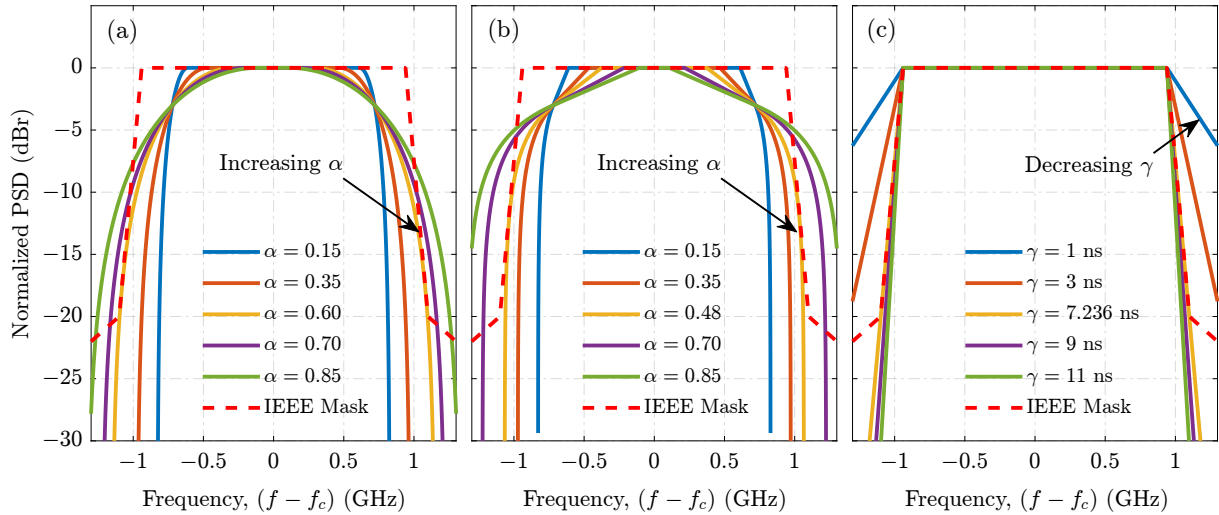 (a)
(b)
(c)
Normalized PSD (dBr)
0
−5
−10
−15
−20
−25
−30
Increasing α
α = 0.15
α = 0.35
α = 0.60
α = 0.70
α = 0.85
IEEE Mask
−1
−0.5
0
0.5
1
Frequency, (f − f_c) (GHz)
Increasing α
α = 0.15
α = 0.35
α = 0.48
α = 0.70
α = 0.85
IEEE Mask
−1
−0.5
0
0.5
1
Frequency, (f − f_c) (GHz)
Decreasing γ
γ = 1 ns
γ = 3 ns
γ = 7.236 ns
γ = 9 ns
γ = 11 ns
IEEE Mask
−1
−0.5
0
0.5
1
Frequency, (f − f_c) (GHz)